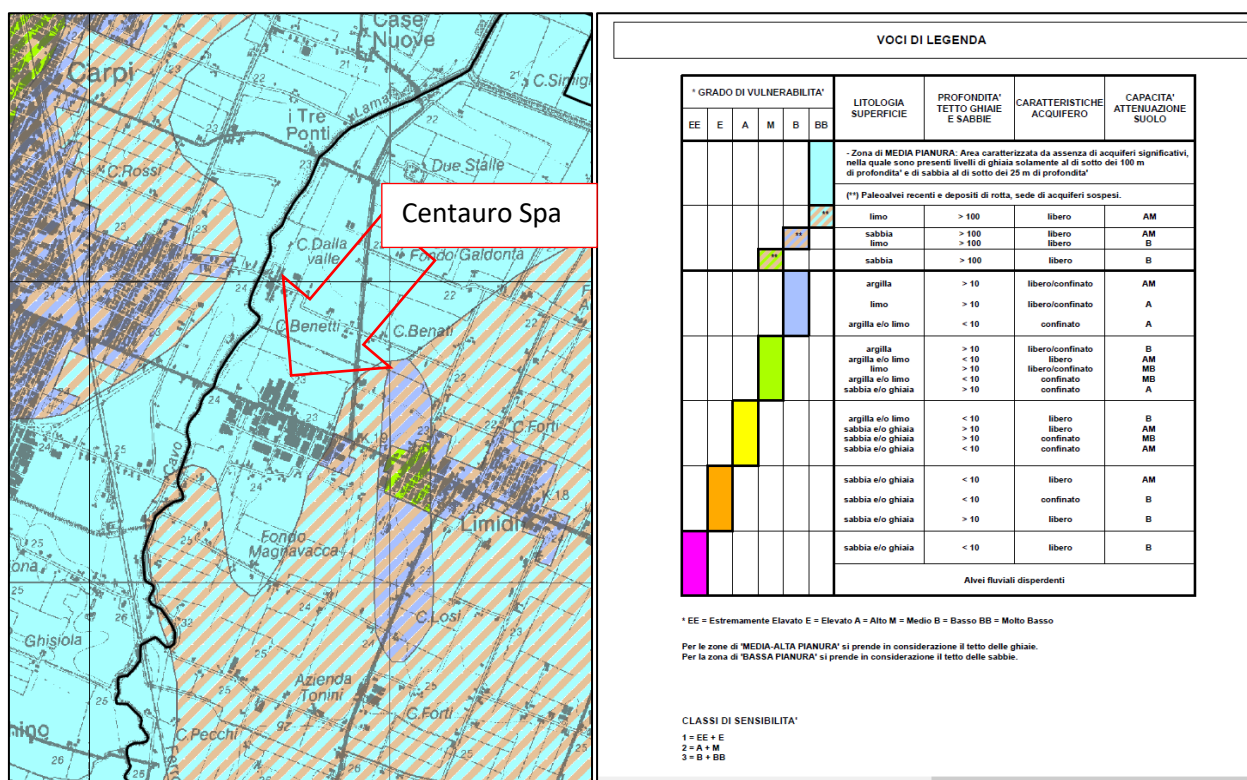 Case
Nuove
Carpi
C.Simigl
Lama
i Tre
Ponti
C.Rossi
Due Stalle
Centauro Spa
C.Dalla
valle
Fondo Galdonta
C.Benetti
C.Benati
C.Forti
K.19
K.18
Limidi
Cavo
Fondo
Magnavacca
C.Losi
Ghisiola
Azienda
Tonini
C.Forti
C.Pecchi
VOCI DI LEGENDA
* GRADO DI VULNERABILITA'
LITOLOGIA
SUPERFICIE
PROFONDITA'
TETTO GHIAIE
E SABBIE
CARATTERISTICHE
ACQUIFERO
CAPACITA'
ATTENUAZIONE
SUOLO
EE E A M B BB
- Zona di MEDIA PIANURA: Area caratterizzata da assenza di acquiferi significativi,
nella quale sono presenti livelli di ghiaia solamente al di sotto dei 100 m
di profondita' e di sabbia al di sotto dei 25 m di profondita'
(**) Paleoalvei recenti e depositi di rotta, sede di acquiferi sospesi.
** limo > 100 libero AM
** sabbia > 100 libero AM
limo > 100 libero B
** sabbia > 100 libero B
argilla > 10 libero/confinato AM
limo > 10 libero/confinato A
argilla e/o limo < 10 confinato A
argilla > 10 libero/confinato B
argilla e/o limo < 10 libero AM
limo > 10 libero/confinato MB
argilla e/o limo < 10 confinato MB
sabbia e/o ghiaia > 10 confinato A
argilla e/o limo < 10 libero B
sabbia e/o ghiaia > 10 libero AM
sabbia e/o ghiaia > 10 confinato MB
sabbia e/o ghiaia < 10 confinato AM
sabbia e/o ghiaia < 10 libero AM
sabbia e/o ghiaia < 10 confinato B
sabbia e/o ghiaia > 10 libero B
sabbia e/o ghiaia < 10 libero B
Alvei fluviali disperdenti
* EE = Estremamente Elavato E = Elevato A = Alto M = Medio B = Basso BB = Molto Basso
Per le zone di 'MEDIA-ALTA PIANURA' si prende in considerazione il tetto delle ghiaie.
Per la zona di 'BASSA PIANURA' si prende in considerazione il tetto delle sabbie.
CLASSI DI SENSIBILITA'
1 = EE + E
2 = A + M
3 = B + BB